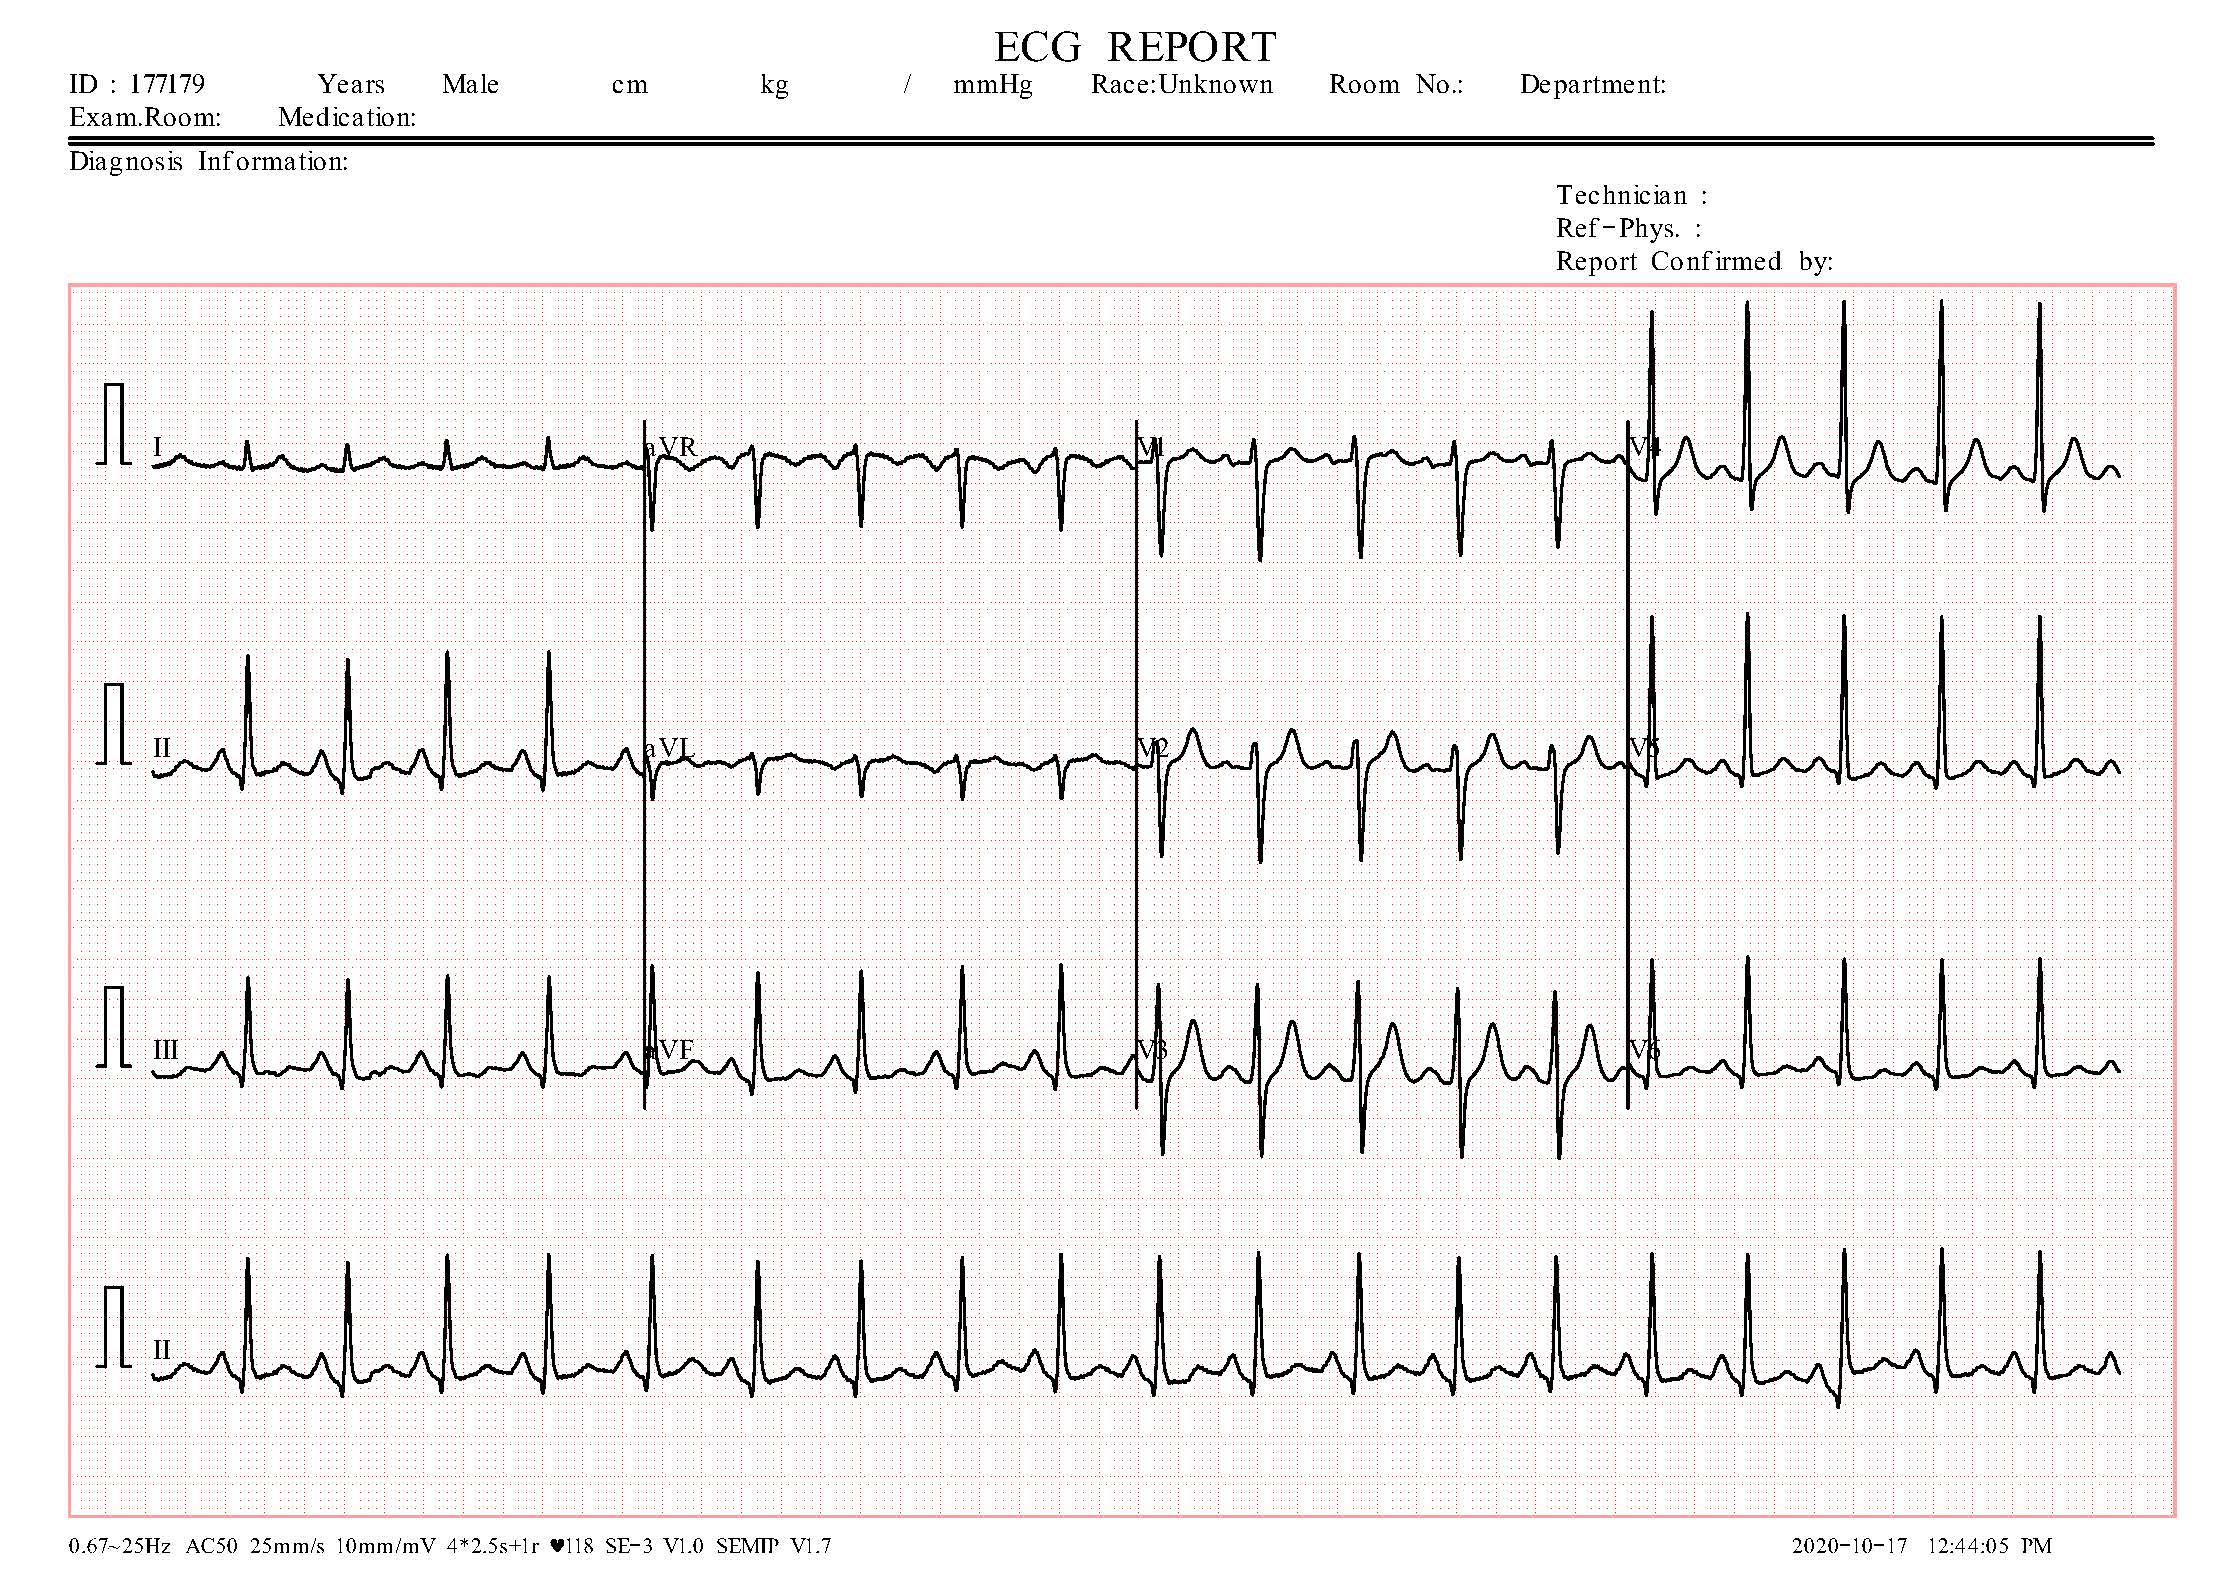 ECG REPORT
ID : 177179 Years Male cm kg / mmHg Race:Unknown Room No.: Department:
Exam.Room: Medication:
Diagnosis Information:
Technician :
Ref-Phys. :
Report Confirmed by:
I aVR V1 V4
II aVL V2 V5
III aVF V3 V6
II
0.67~25Hz AC50 25mm/s 10mm/mV 4*2.5s+1r ♥118 SE-3 V1.0 SEMIP V1.7
2020-10-17 12:44:05 PM